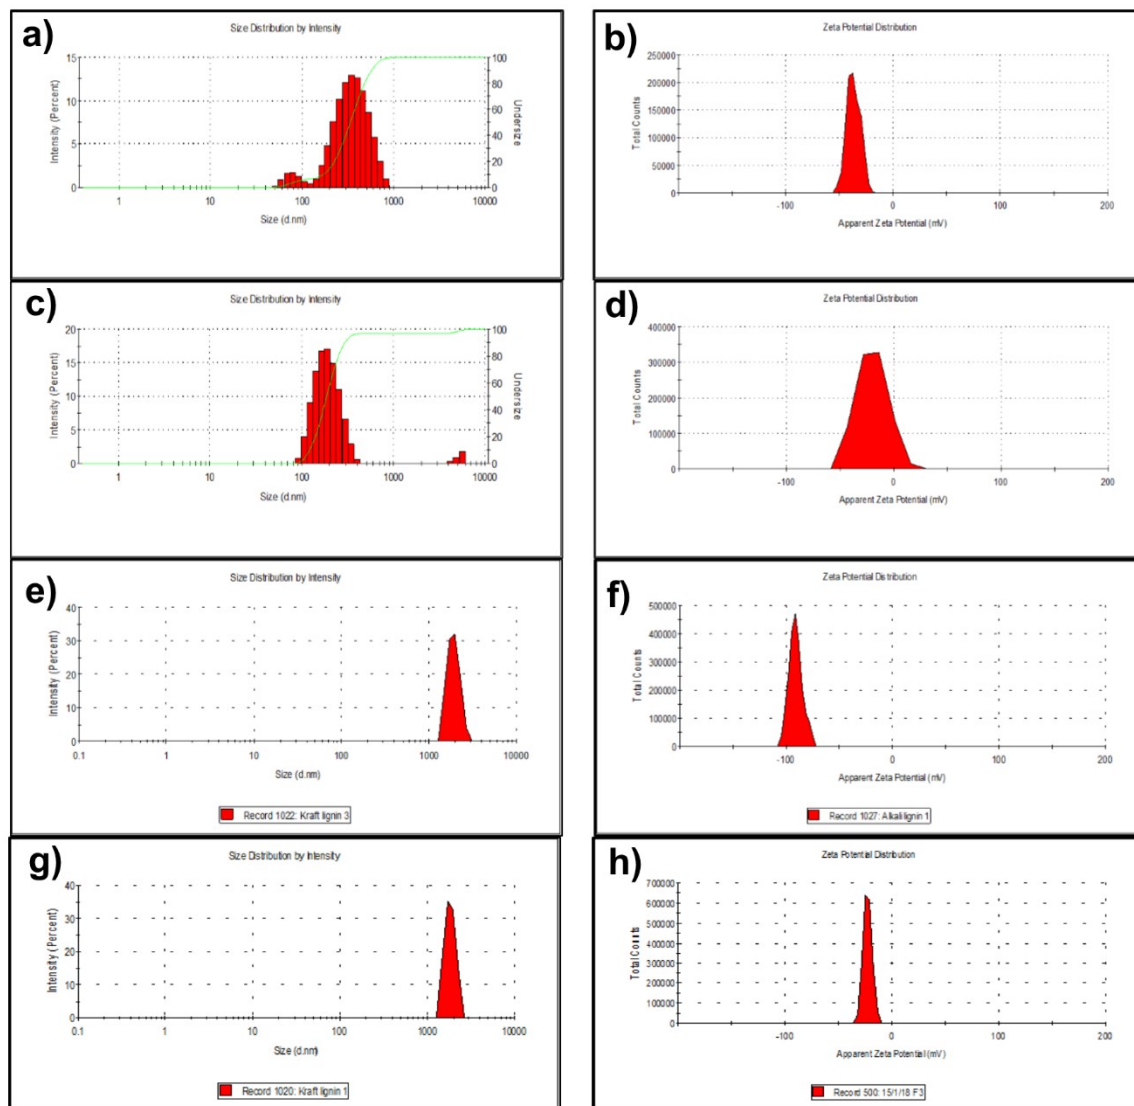 a)
Size Distribution by Intensity
15
10
5
0
Intensity (Percent)
100
80
60
40
20
0
Undersize
1 10 100 1000 10000
Size (d.nm)
b)
Zeta Potential Distribution
250000
200000
150000
100000
50000
0
Total Counts
-100 0 100 200
Apparent Zeta Potential (mV)
c)
Size Distribution by Intensity
20
15
10
5
0
Intensity (Percent)
100
80
60
40
20
0
Undersize
1 10 100 1000 10000
Size (d.nm)
d)
Zeta Potential Distribution
400000
300000
200000
100000
0
Total Counts
-100 0 100 200
Apparent Zeta Potential (mV)
e)
Size Distribution by Intensity
40
30
20
10
0
Intensity (Percent)
0.1 1 10 100 1000 10000
Size (d.nm)
Record 1022: Kraft lignin 3
f)
Zeta Potential Distribution
500000
400000
300000
200000
100000
0
Total Counts
-100 0 100 200
Apparent Zeta Potential (mV)
Record 1027: Alkali lignin 1
g)
Size Distribution by Intensity
40
30
20
10
0
Intensity (Percent)
0.1 1 10 100 1000 10000
Size (d.nm)
Record 1020: Kraft lignin 1
h)
Zeta Potential Distribution
700000
600000
500000
400000
300000
200000
100000
0
Total Counts
-100 0 100 200
Apparent Zeta Potential (mV)
Record 500: 15/1/18 F3